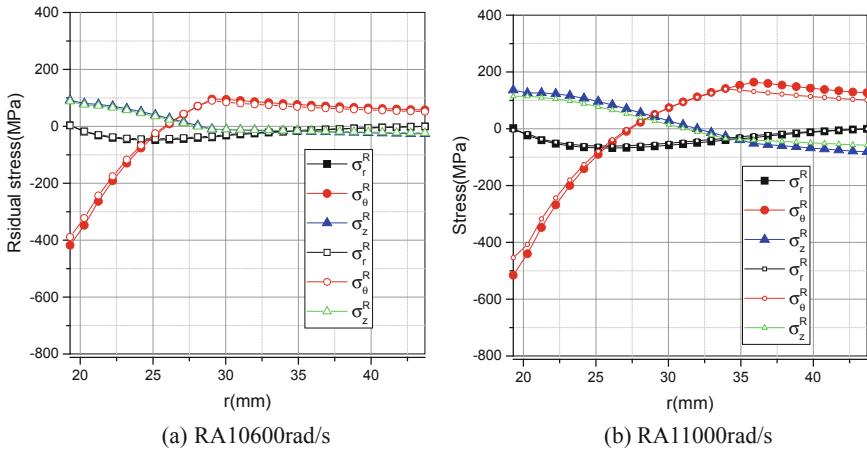 400
200
0
-200
-400
-600
-800
Rsidual stress(MPa)
σ_r^R
σ_θ^R
σ_z^R
σ_r^R
σ_θ^R
σ_z^R
20 25 30 35 40
r(mm)
(a) RA10600rad/s
400
200
0
-200
-400
-600
-800
Stress(MPa)
σ_r^R
σ_θ^R
σ_z^R
σ_r^R
σ_θ^R
σ_z^R
20 25 30 35 40
r(mm)
(b) RA11000rad/s